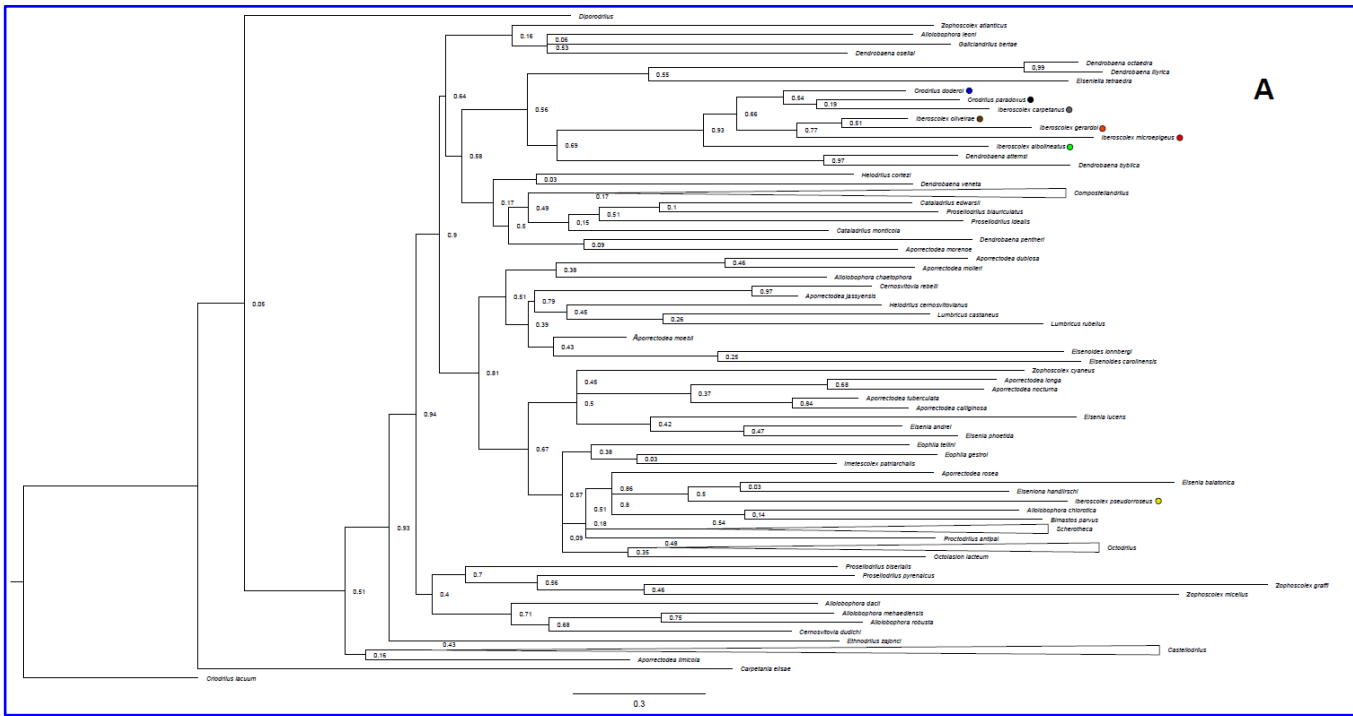 Diporodrilus
Zophoscolex atlanticus
0.16
Allolobophora leoni
0.06
Galiciandrilus bertae
0.53
Dendrobaena osellai
Dendrobaena octaedra
0,99
Dendrobaena illyrica
0.55
Eiseniella tetraedra
A
Orodrilus doderoi
0.64
0.54
Orodrilus paradoxus
0.19
Iberoscolex carpetanus
0.56
0.66
Iberoscolex oliveirae
0.51
Iberoscolex gerardoi
0.93
0.77
Iberoscolex microepigeus
0.69
Iberoscolex albolineatus
0.58
Dendrobaena attemsi
0.97
Dendrobaena byblica
Helodrilus cortezi
0.03
Dendrobaena veneta
0.17
Compostelandrilus
0.17
0.49
Cataladrilus edwarsii
0.1
Prosellodrilus biauriculatus
0.51
Prosellodrilus idealis
0,15
0.5
Cataladrilus monticola
0.9
Dendrobaena pentheri
0.09
Aporrectodea morenoe
Aporrectodea dubiosa
0.46
Aporrectodea molleri
0.38
Allolobophora chaetophora
Cernosvitovia rebelii
0.97
Aporrectodea jassyensis
0.51
0.79
Helodrilus cernosvitovianus
0.45
Lumbricus castaneus
0.26
Lumbricus rubellus
0.39
Aporrectodea moebii
0.43
Eisenoides lonnbergi
0.25
Eisenoides carolinensis
0.05
0.81
Zophoscolex cyaneus
0.45
Aporrectodea longa
0.68
Aporrectodea nocturna
0.37
Aporrectodea tuberculata
0.84
Aporrectodea caliginosa
0.5
0.94
Eisenia lucens
0.42
Eisenia andrei
0.47
Eisenia phoetida
0.67
Eophila tellini
0.38
Eophila gestroi
0.03
Imetescolex patriarchalis
Aporrectodea rosea
0.57
0.86
Eisenia balatonica
0.03
Eiseniona handlirschi
0.5
Iberoscolex pseudorroseus
0.51
0.8
Allolobophora chlorotica
0,14
Bimastos parvus
0.18
0.54
Scherotheca
0.93
0,09
Proctodrilus antipai
0.48
Octodrilus
0.35
Octolasion lacteum
Prosellodrilus biserialis
0.7
Prosellodrilus pyrenaicus
0.56
Zophoscolex graffi
0.46
Zophoscolex micellus
0.4
0.51
Allolobophora dacii
0.71
Allolobophora mehaediensis
0.75
Allolobophora robusta
0.68
Cernosvitovia dudichi
Ethnodrilus zajonci
0.43
Castellodrilus
0.16
Aporrectodea limicola
Carpetania elisae
Criodrilus lacuum
0.3